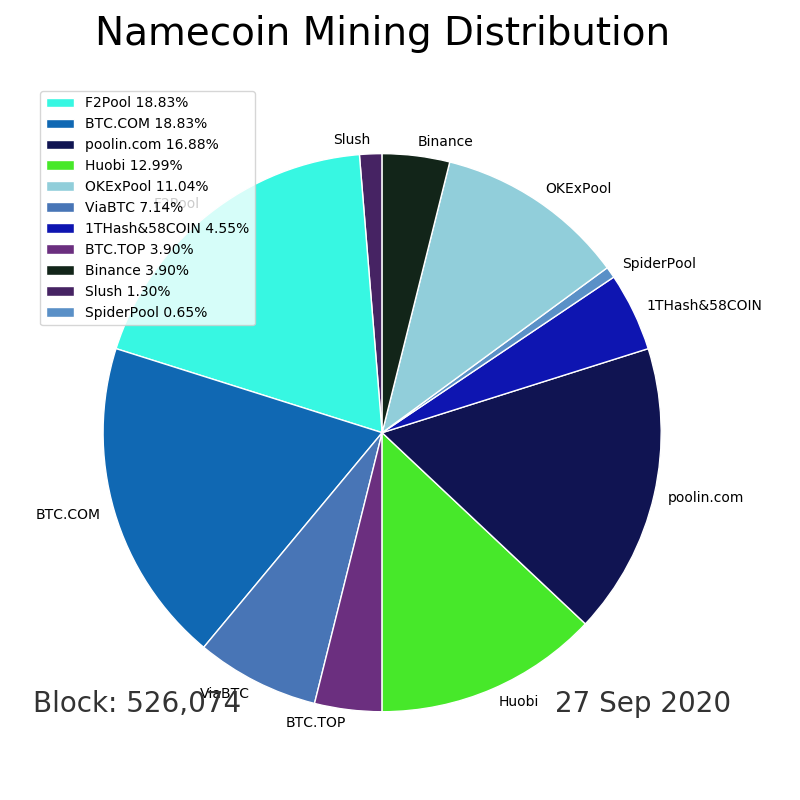 Namecoin Mining Distribution
F2Pool 18.83%
BTC.COM 18.83%
poolin.com 16.88%
Huobi 12.99%
OKExPool 11.04%
ViaBTC 7.14%
1THash&58COIN 4.55%
BTC.TOP 3.90%
Binance 3.90%
Slush 1.30%
SpiderPool 0.65%
Slush
Binance
F2Pool
OKExPool
SpiderPool
1THash&58COIN
poolin.com
BTC.COM
ViaBTC
Huobi
BTC.TOP
Block: 526,074
27 Sep 2020